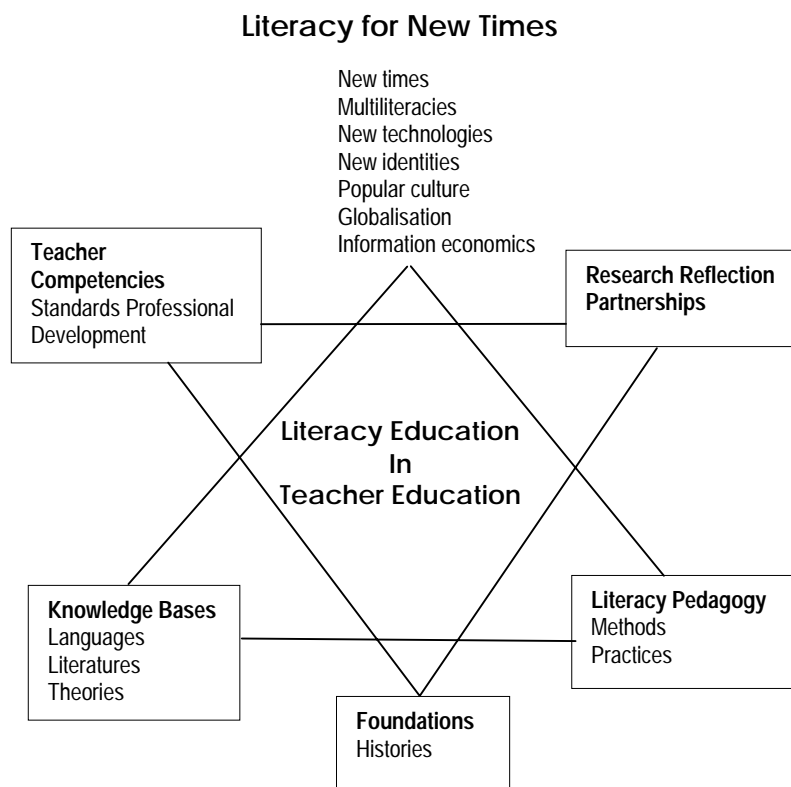 Literacy for New Times
New times
Multiliteracies
New technologies
New identities
Popular culture
Globalisation
Information economics
Teacher
Competencies
Standards Professional
Development
Research Reflection
Partnerships
Literacy Education
In
Teacher Education
Knowledge Bases
Languages
Literatures
Theories
Literacy Pedagogy
Methods
Practices
Foundations
Histories